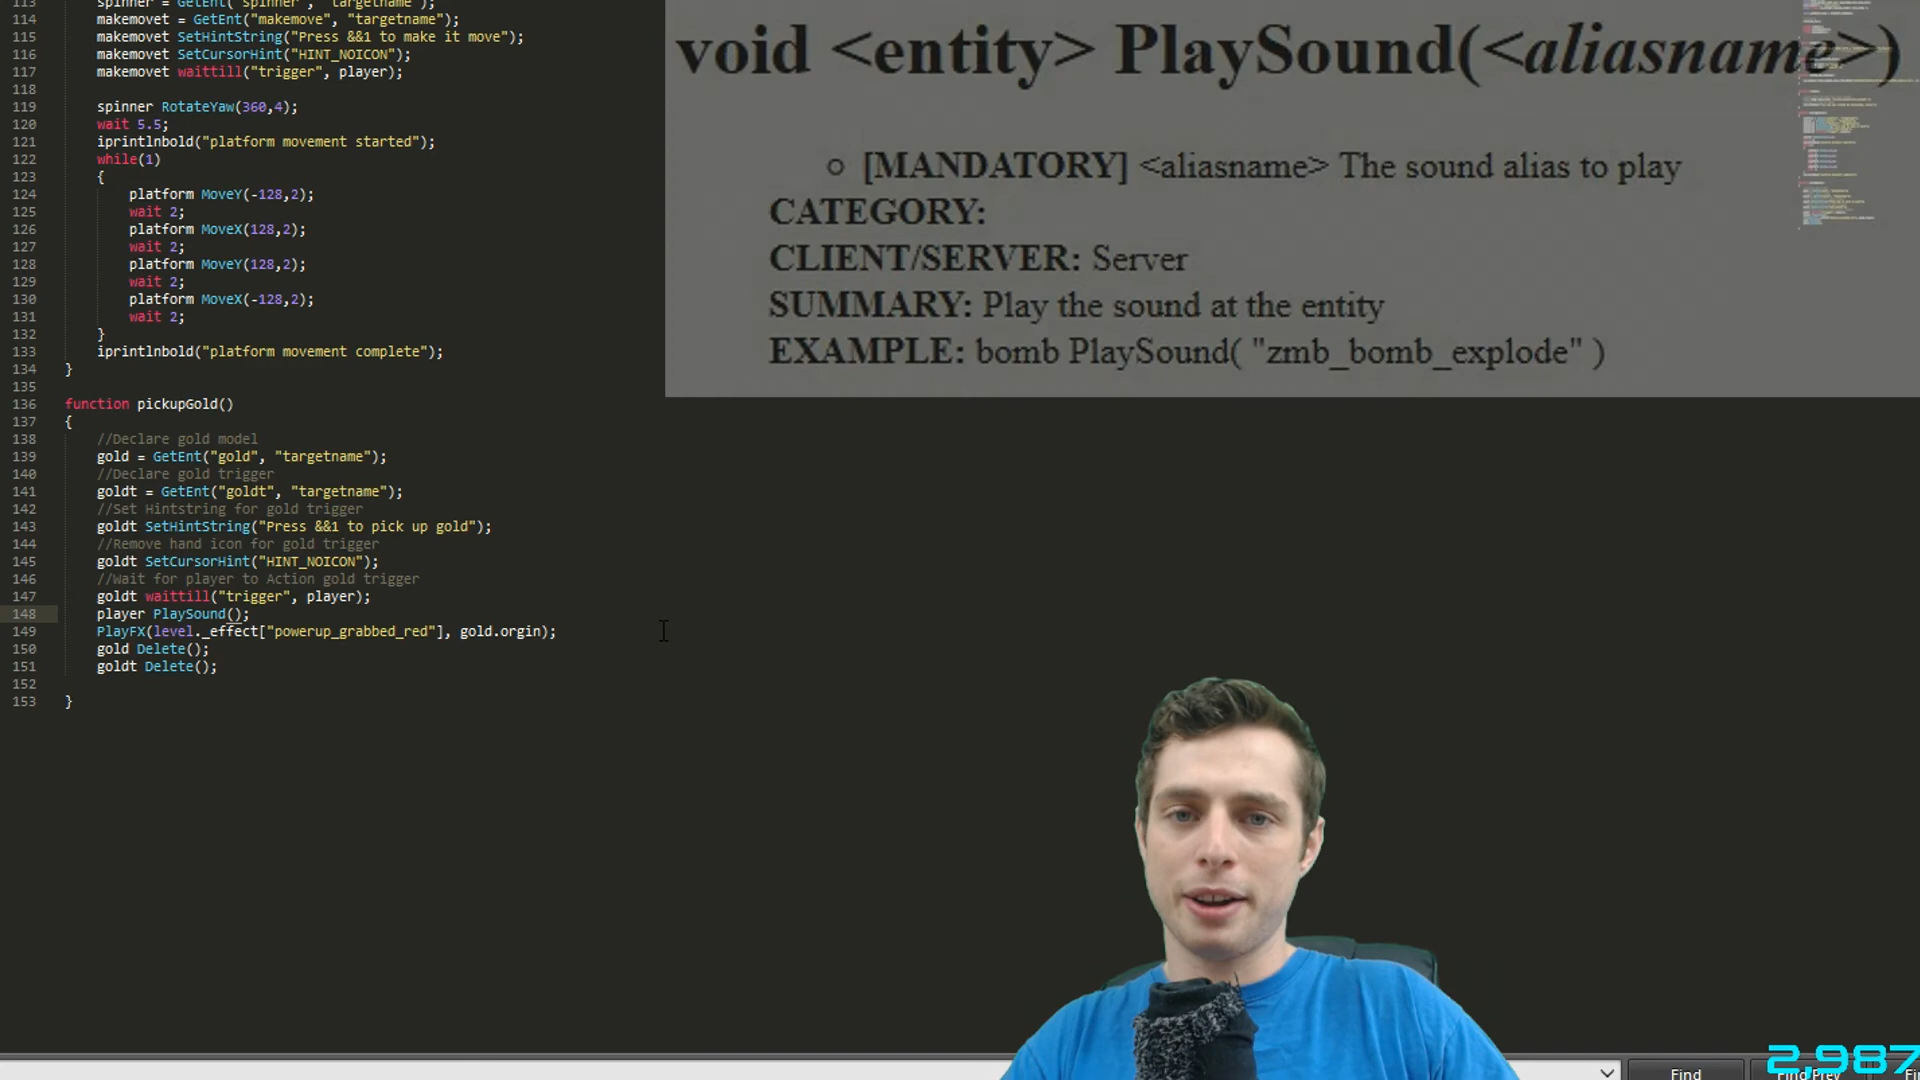 113 spinner = GetEnt("spinner", "targetname");
114 makemovet = GetEnt("makemove", "targetname");
115 makemovet SetHintString("Press &&1 to make it move");
116 makemovet SetCursorHint("HINT_NOICON");
117 makemovet waittill("trigger", player);
118
119 spinner RotateYaw(360,4);
120 wait 5.5;
121 iprintlnbold("platform movement started");
122 while(1)
123 {
124 platform MoveY(-128,2);
125 wait 2;
126 platform MoveX(128,2);
127 wait 2;
128 platform MoveY(128,2);
129 wait 2;
130 platform MoveX(-128,2);
131 wait 2;
132 }
133 iprintlnbold("platform movement complete");
134 }
135
136 function pickupGold()
137 {
138 //Declare gold model
139 gold = GetEnt("gold", "targetname");
140 //Declare gold trigger
141 goldt = GetEnt("goldt", "targetname");
142 //Set Hintstring for gold trigger
143 goldt SetHintString("Press &&1 to pick up gold");
144 //Remove hand icon for gold trigger
145 goldt SetCursorHint("HINT_NOICON");
146 //Wait for player to Action gold trigger
147 goldt waittill("trigger", player);
148 player PlaySound();
149 PlayFX(level._effect["powerup_grabbed_red"], gold.orgin);
150 gold Delete();
151 goldt Delete();
152
153 }
void <entity> PlaySound(<aliasname>)
[MANDATORY] <aliasname> The sound alias to play
CATEGORY:
CLIENT/SERVER: Server
SUMMARY: Play the sound at the entity
EXAMPLE: bomb PlaySound( "zmb_bomb_explode" )
Find
Find Prev
2,987